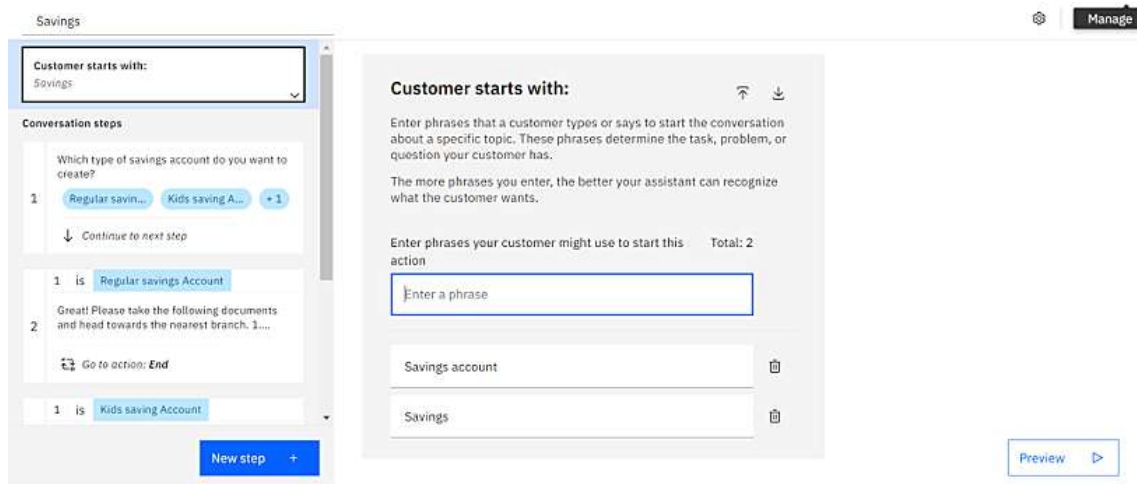 Savings
Manage
Customer starts with:
Savings
Conversation steps
Which type of savings account do you want to
create?
1
Regular savin...
Kids saving A...
+ 1
Continue to next step
1 is Regular savings Account
Great! Please take the following documents
and head towards the nearest branch. 1....
2
Go to action: End
1 is Kids saving Account
New step +
Customer starts with:
Enter phrases that a customer types or says to start the conversation
about a specific topic. These phrases determine the task, problem, or
question your customer has.
The more phrases you enter, the better your assistant can recognize
what the customer wants.
Enter phrases your customer might use to start this
action
Total: 2
Enter a phrase
Savings account
Savings
Preview